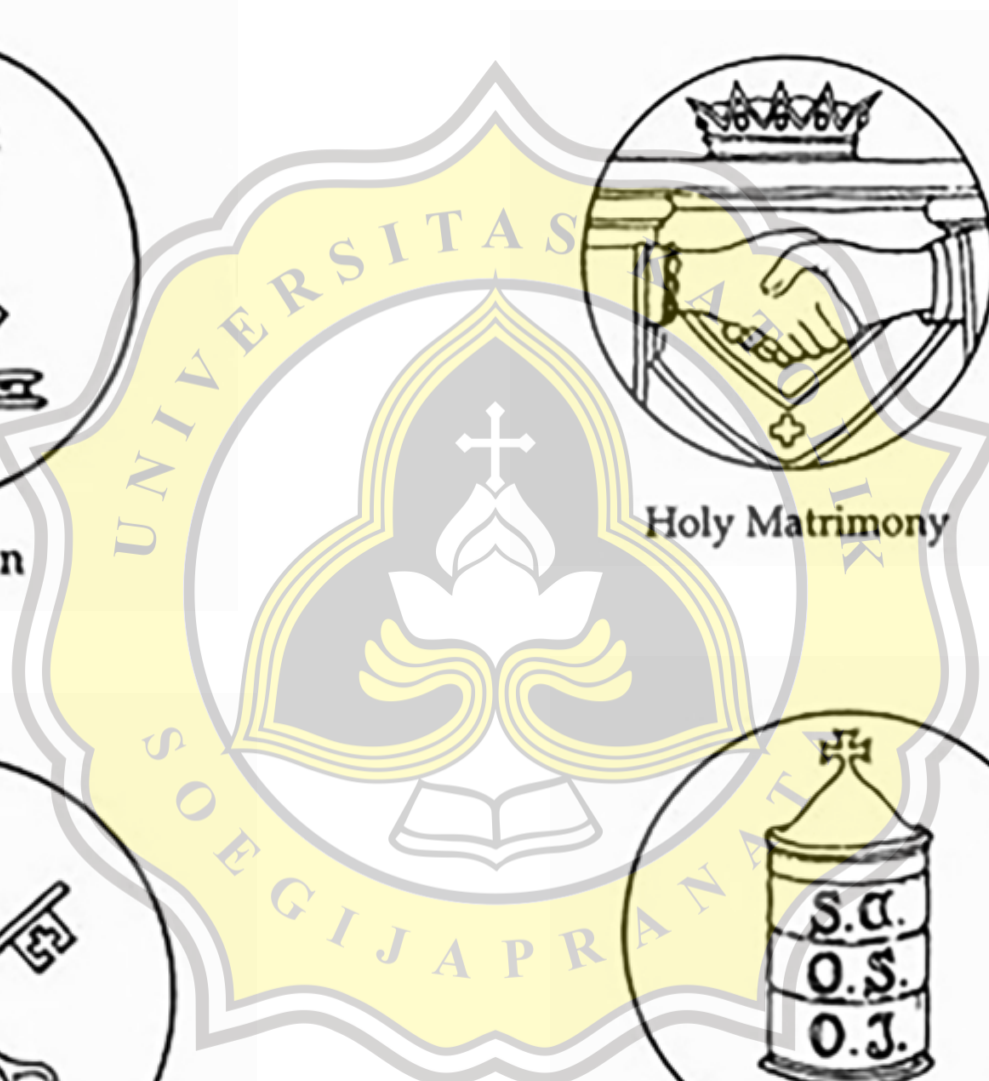 UNIVERSITAS KATOLIK
Holy Matrimony
n
SOEGIJAPRANATA
S.C.
O.S.
O.J.